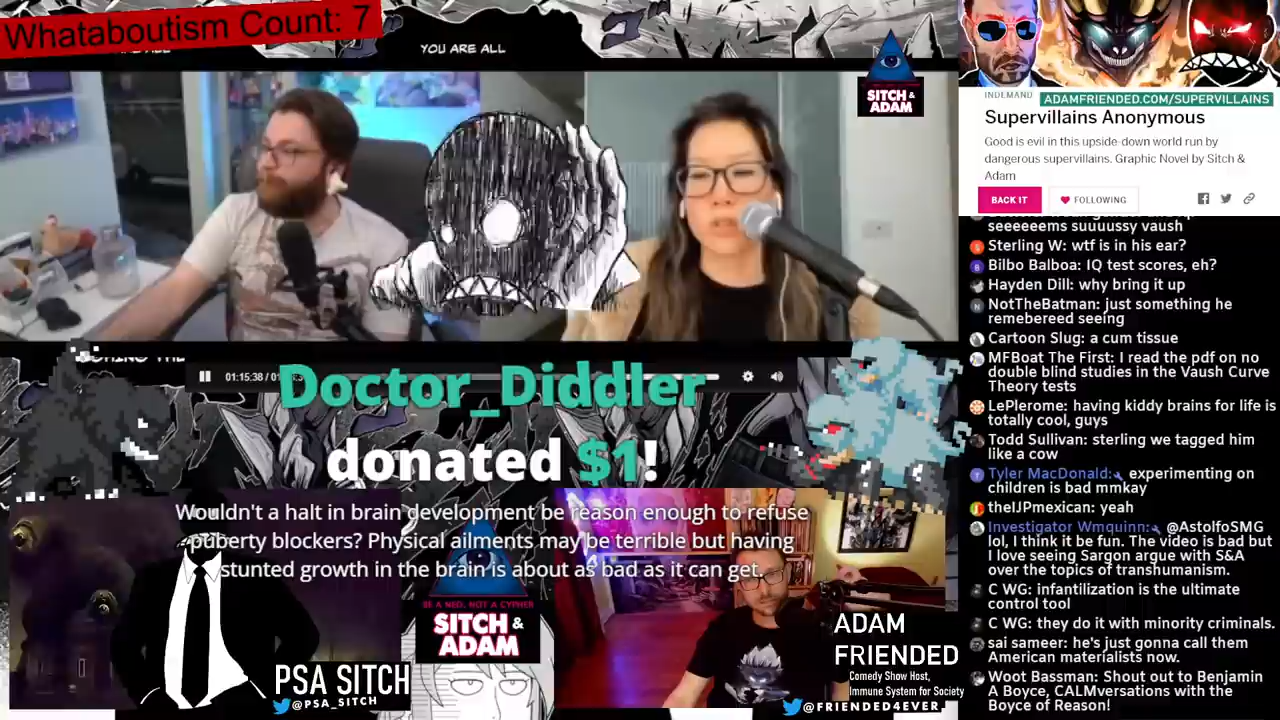 Whataboutism Count: 7
YOU ARE ALL
SITCH &
ADAM
INDEMAND
ADAMFRIENDED.COM/SUPERVILLAINS
Supervillains Anonymous
Good is evil in this upside-down world run by
dangerous supervillains. Graphic Novel by Sitch &
Adam
BACK IT
FOLLOWING
seeeeeems suuussy vaush
Sterling W: wtf is in his ear?
Bilbo Balboa: IQ test scores, eh?
Hayden Dill: why bring it up
NotTheBatman: just something he
remebereed seeing
Cartoon Slug: a cum tissue
MFBoat The First: I read the pdf on no
double blind studies in the Vaush Curve
Theory tests
LePlerome: having kiddy brains for life is
totally cool, guys
Todd Sullivan: sterling we tagged him
like a cow
Tyler MacDonald: experimenting on
children is bad mmkay
theIJPmexican: yeah
Investigator Wmquinn: @AstolfoSMG
lol, I think it be fun. The video is bad but
I love seeing Sargon argue with S&A
over the topics of transhumanism.
C WG: infantilization is the ultimate
control tool
C WG: they do it with minority criminals.
sai sameer: he's just gonna call them
American materialists now.
Woot Bassman: Shout out to Benjamin
A Boyce, CALMversations with the
Boyce of Reason!
01:15:38 /
Doctor_Diddler
donated $1!
Wouldn't a halt in brain development be reason enough to refuse
puberty blockers? Physical ailments may be terrible but having
stunted growth in the brain is about as bad as it can get.
BE A NEO, NOT A CYPHER
SITCH &
ADAM
PSA SITCH
@PSA_SITCH
ADAM
FRIENDED
Comedy Show Host,
Immune System for Society
@FRIENDED4EVER